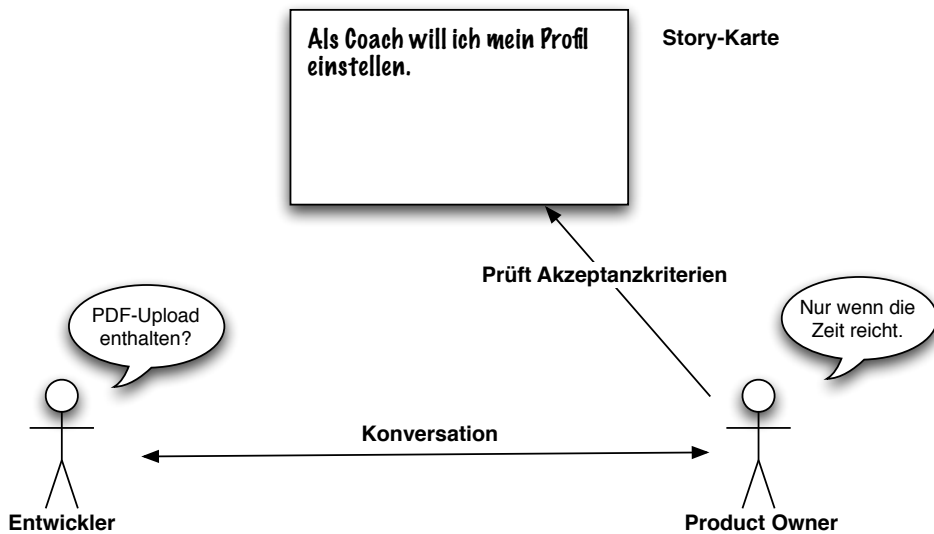 Als Coach will ich mein Profil
einstellen.
Story-Karte
Prüft Akzeptanzkriterien
PDF-Upload
enthalten?
Nur wenn die
Zeit reicht.
Konversation
Entwickler
Product Owner